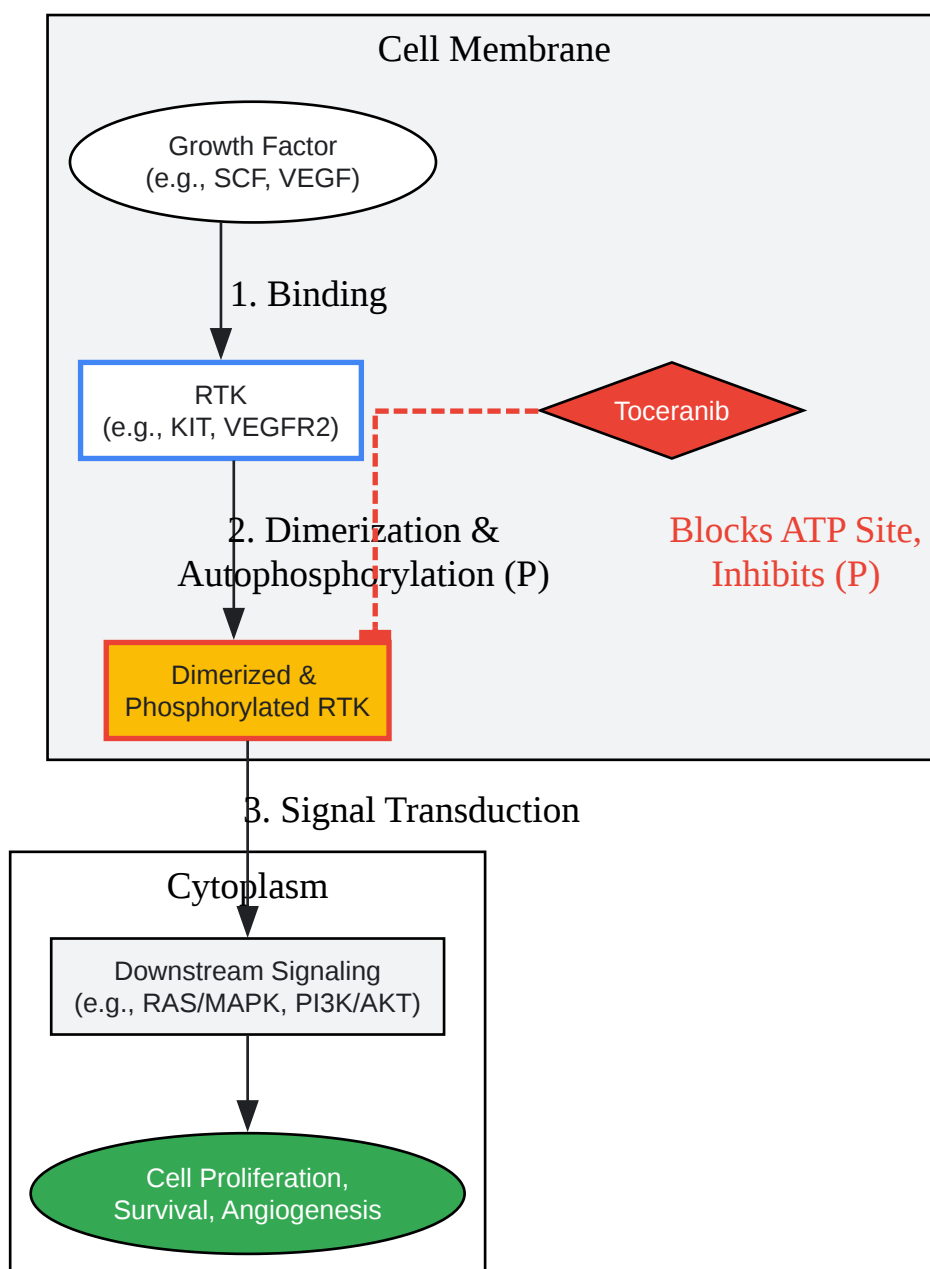 Cell Membrane
Growth Factor
(e.g., SCF, VEGF)
1. Binding
RTK
(e.g., KIT, VEGFR2)
Toceranib
2. Dimerization &
Autophosphorylation (P)
Blocks ATP Site,
Inhibits (P)
Dimerized &
Phosphorylated RTK
3. Signal Transduction
Cytoplasm
Downstream Signaling
(e.g., RAS/MAPK, PI3K/AKT)
Cell Proliferation,
Survival, Angiogenesis